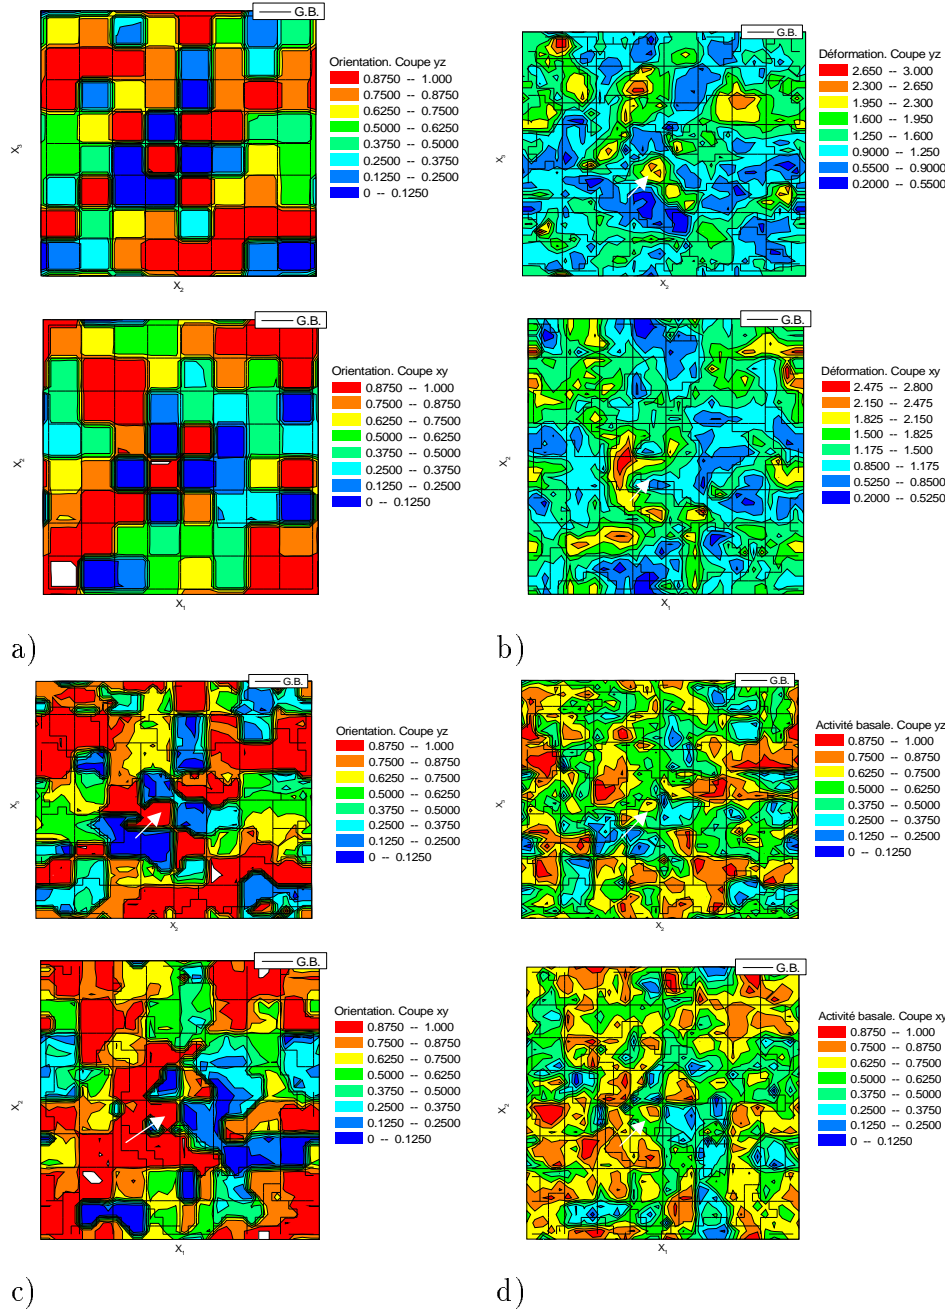 G.B.
Orientation. Coupe yz
0.8750 -- 1.000
0.7500 -- 0.8750
0.6250 -- 0.7500
0.5000 -- 0.6250
0.3750 -- 0.5000
0.2500 -- 0.3750
0.1250 -- 0.2500
0 -- 0.1250
X3
X2
G.B.
Déformation. Coupe yz
2.650 -- 3.000
2.300 -- 2.650
1.950 -- 2.300
1.600 -- 1.950
1.250 -- 1.600
0.9000 -- 1.250
0.5500 -- 0.9000
0.2000 -- 0.5500
G.B.
Orientation. Coupe xy
0.8750 -- 1.000
0.7500 -- 0.8750
0.6250 -- 0.7500
0.5000 -- 0.6250
0.3750 -- 0.5000
0.2500 -- 0.3750
0.1250 -- 0.2500
0 -- 0.1250
X2
X1
G.B.
Déformation. Coupe xy
2.475 -- 2.800
2.150 -- 2.475
1.825 -- 2.150
1.500 -- 1.825
1.175 -- 1.500
0.8500 -- 1.175
0.5250 -- 0.8500
0.2000 -- 0.5250
X2
X1
a)
b)
G.B.
Orientation. Coupe yz
0.8750 -- 1.000
0.7500 -- 0.8750
0.6250 -- 0.7500
0.5000 -- 0.6250
0.3750 -- 0.5000
0.2500 -- 0.3750
0.1250 -- 0.2500
0 -- 0.1250
G.B.
Activité basale. Coupe yz
0.8750 -- 1.000
0.7500 -- 0.8750
0.6250 -- 0.7500
0.5000 -- 0.6250
0.3750 -- 0.5000
0.2500 -- 0.3750
0.1250 -- 0.2500
0 -- 0.1250
G.B.
Orientation. Coupe xy
0.8750 -- 1.000
0.7500 -- 0.8750
0.6250 -- 0.7500
0.5000 -- 0.6250
0.3750 -- 0.5000
0.2500 -- 0.3750
0.1250 -- 0.2500
0 -- 0.1250
X2
X1
G.B.
Activité basale. Coupe xy
0.8750 -- 1.000
0.7500 -- 0.8750
0.6250 -- 0.7500
0.5000 -- 0.6250
0.3750 -- 0.5000
0.2500 -- 0.3750
0.1250 -- 0.2500
0 -- 0.1250
X2
X1
c)
d)